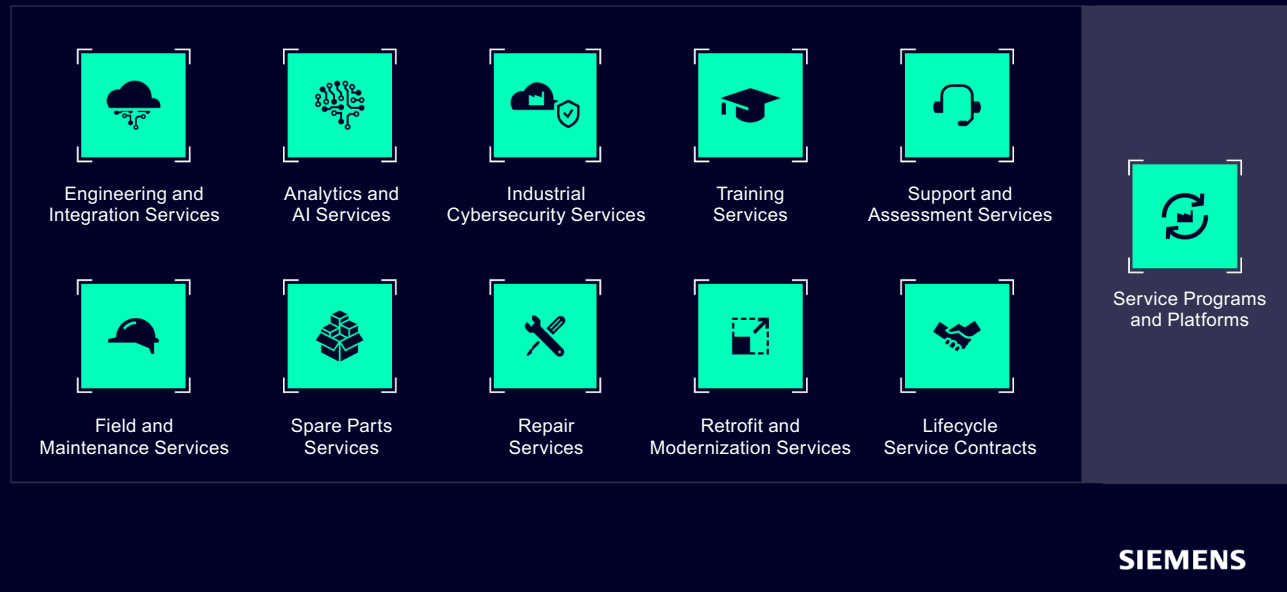 Engineering and
Integration Services
Analytics and
AI Services
Industrial
Cybersecurity Services
Training
Services
Support and
Assessment Services
Field and
Maintenance Services
Spare Parts
Services
Repair
Services
Retrofit and
Modernization Services
Lifecycle
Service Contracts
Service Programs
and Platforms
SIEMENS